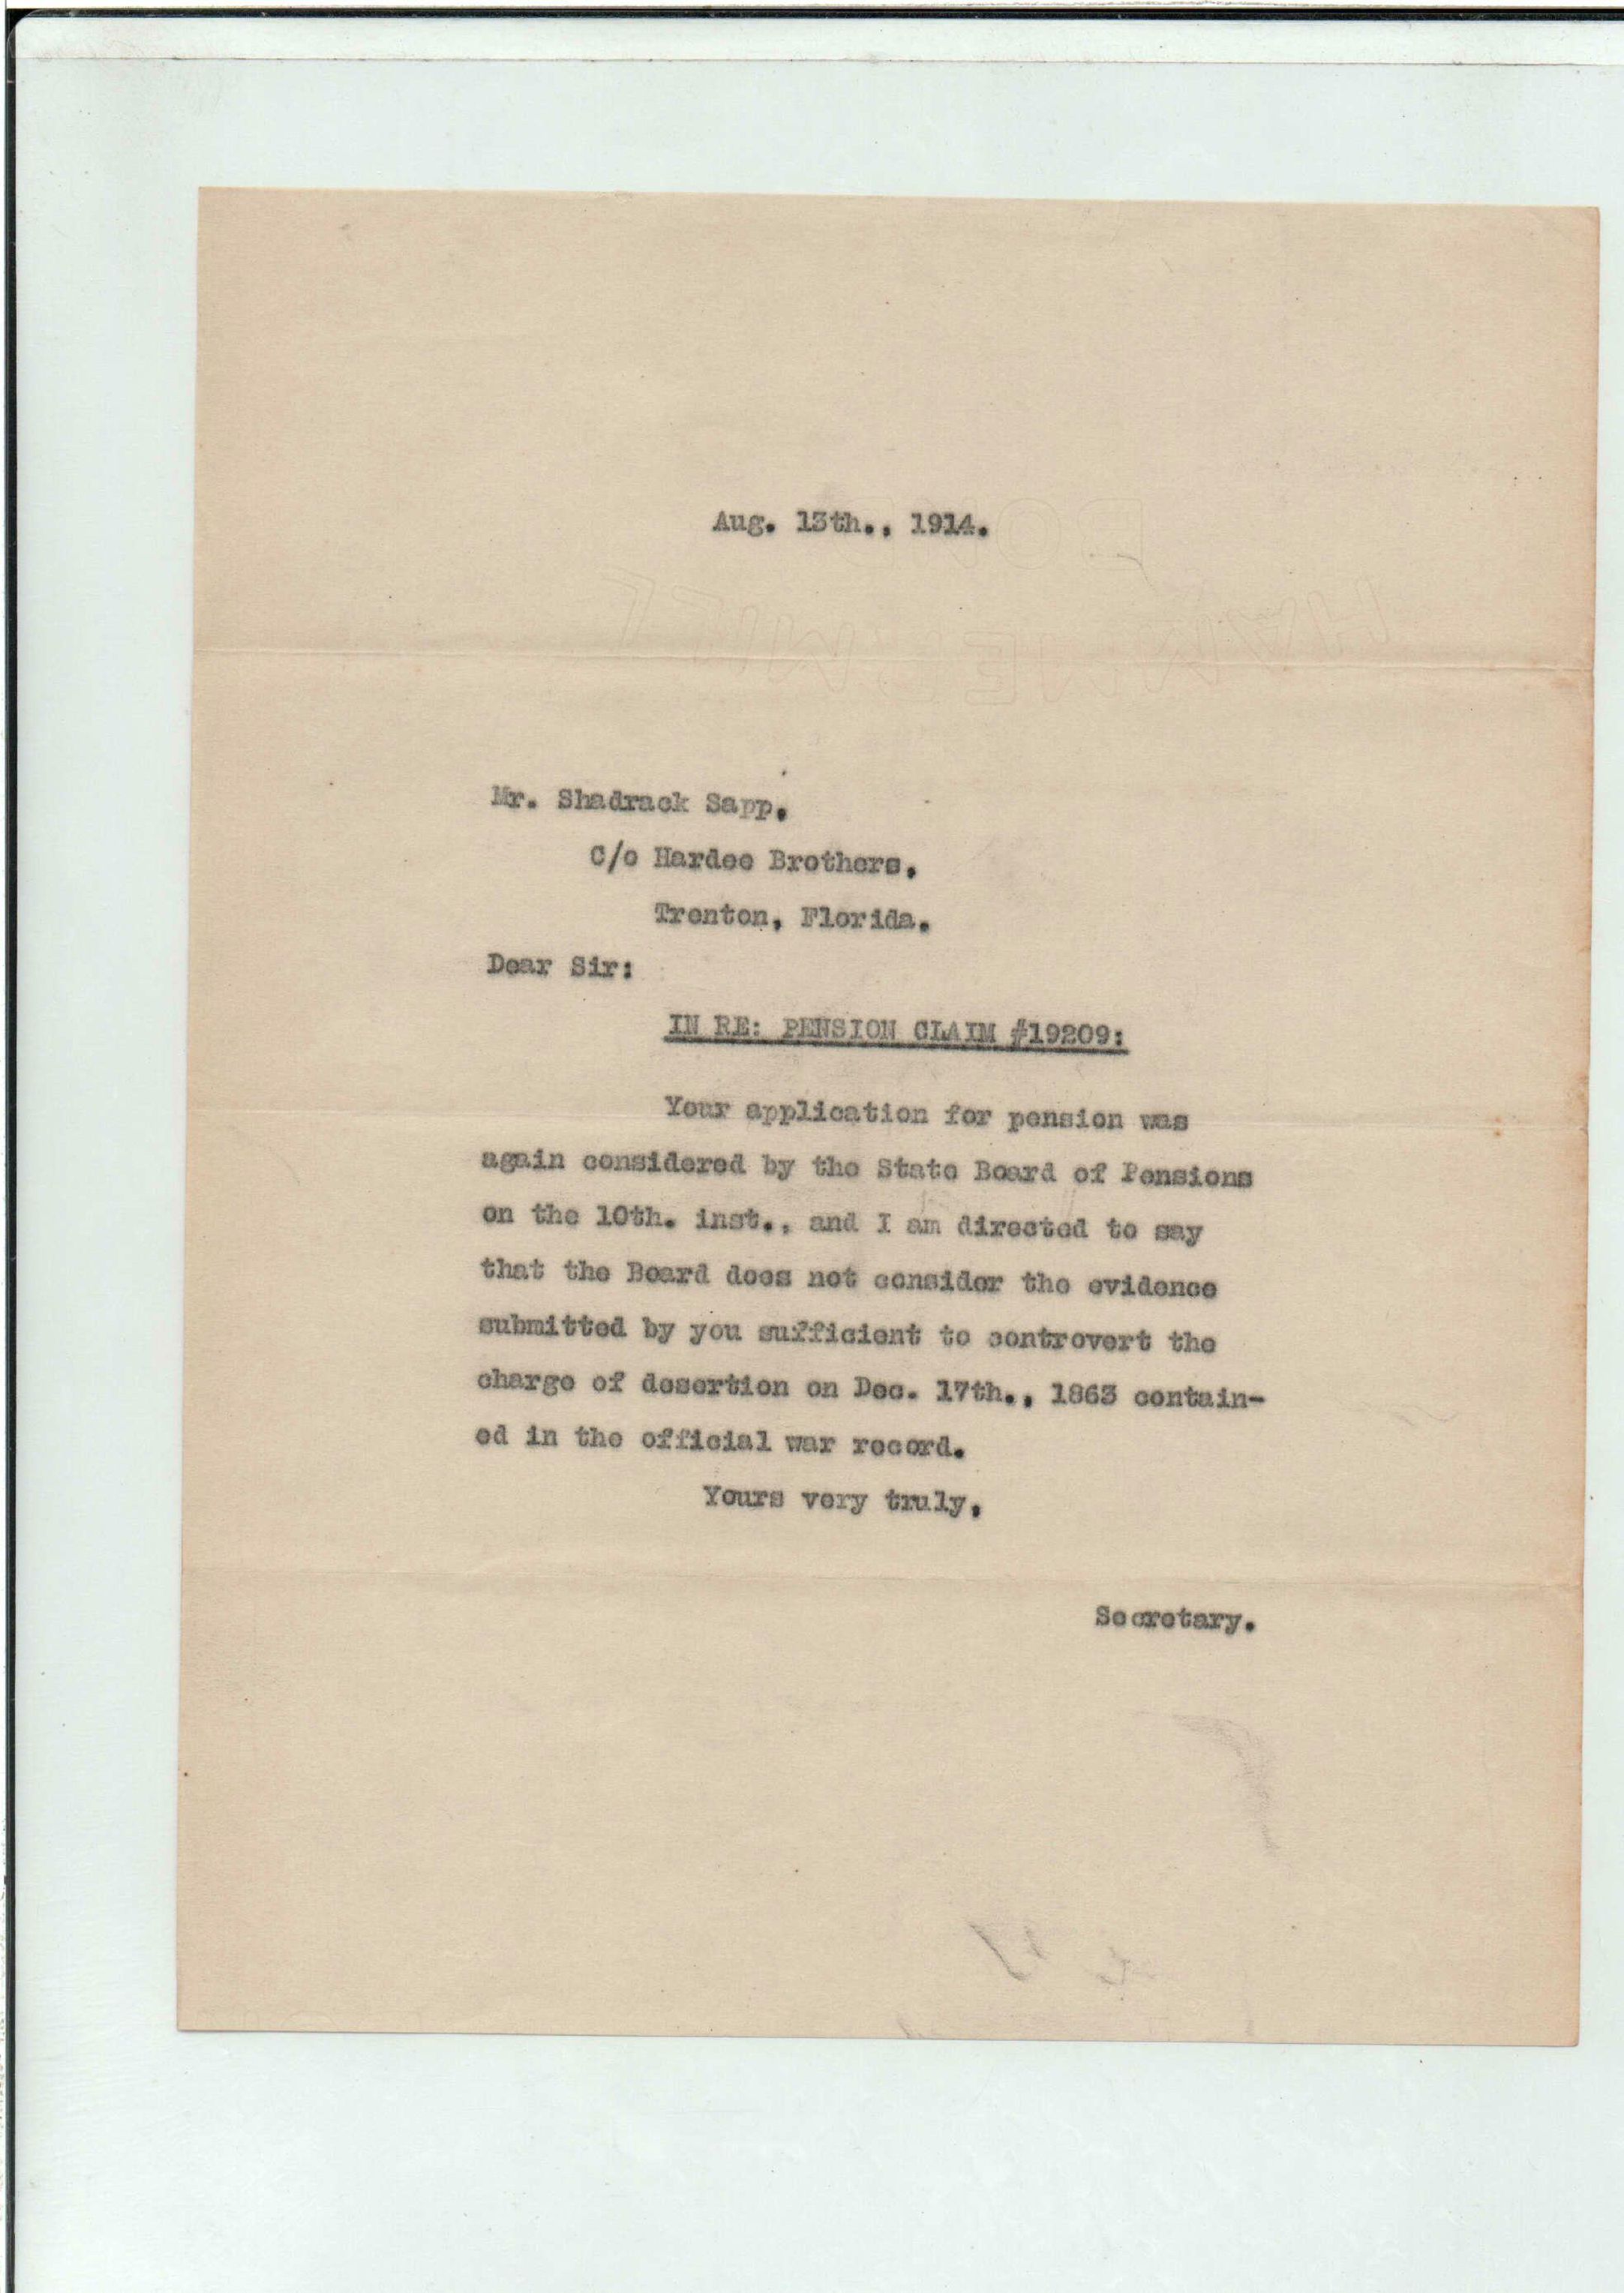 Aug. 13th., 1914.
Mr. Shadrack Sapp,
C/o Hardee Brothers,
Trenton, Florida.
Dear Sir:
IN RE: PENSION CLAIM #19209:
Your application for pension was
again considered by the State Board of Pensions
on the 10th. inst., and I am directed to say
that the Board does not consider the evidence
submitted by you sufficient to controvert the
charge of desertion on Dec. 17th., 1863 contain-
ed in the official war record.
Yours very truly,
Secretary.